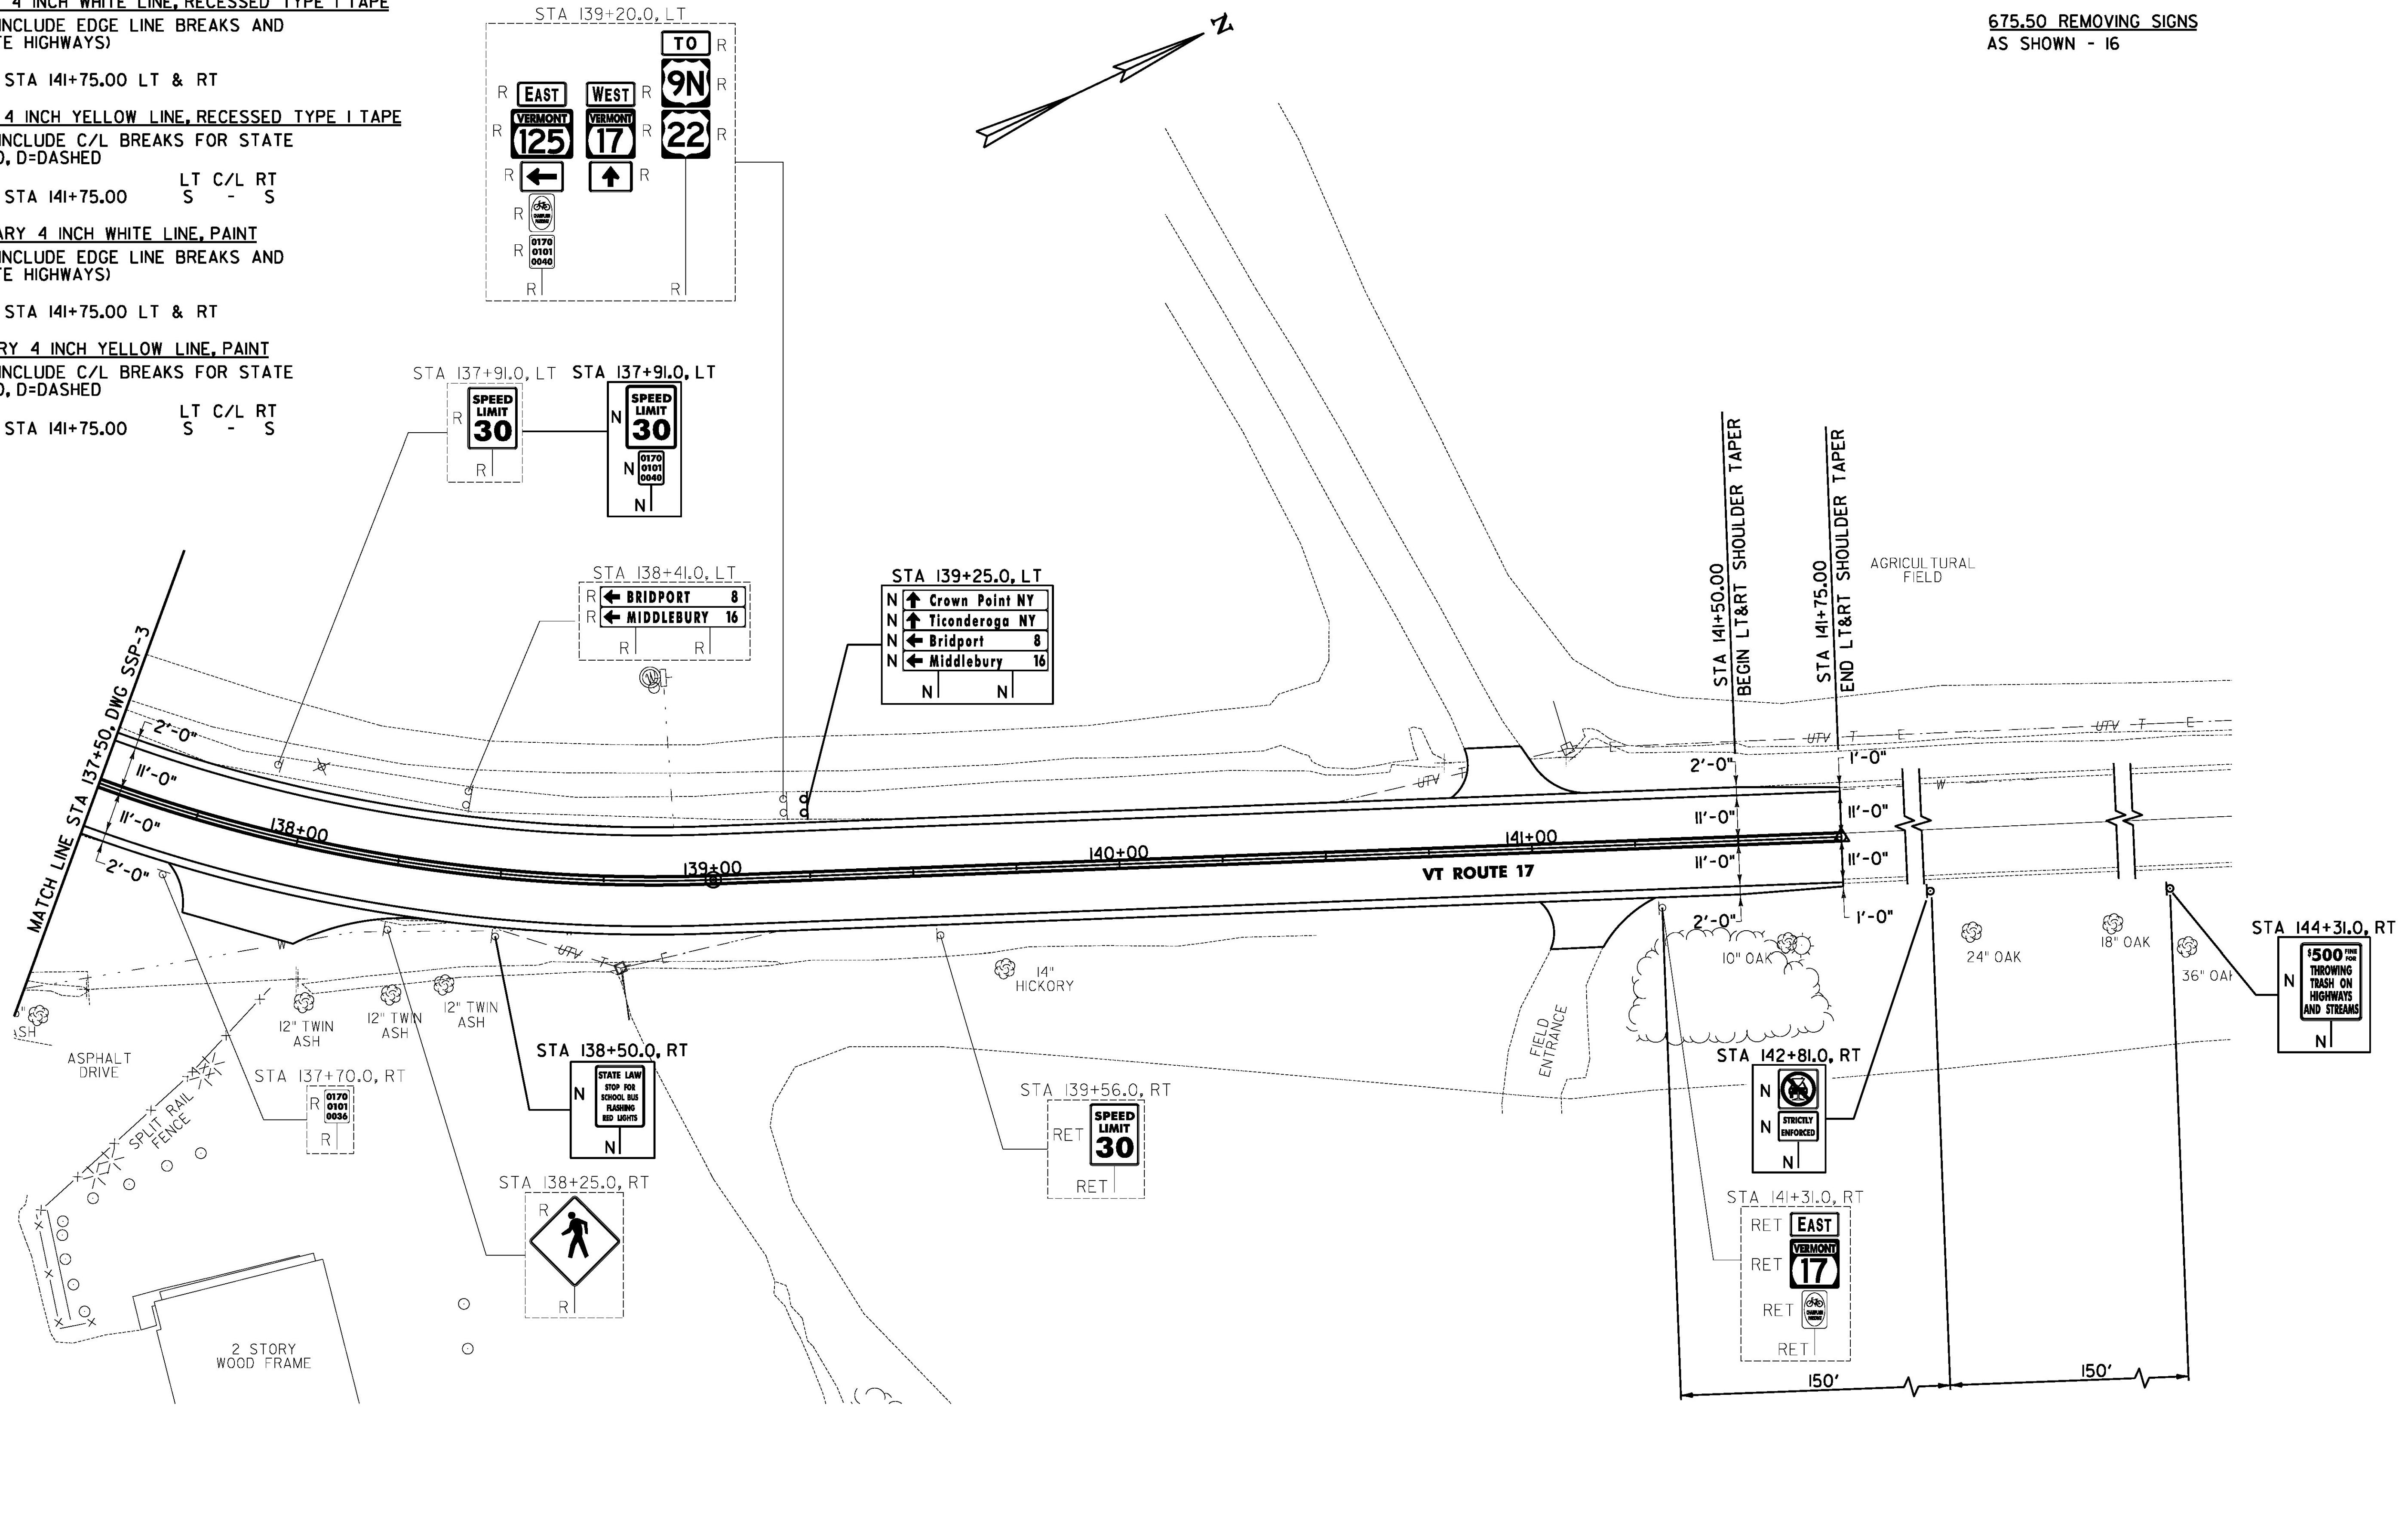 4 INCH WHITE LINE, RECESSED TYPE I TAPE
INCLUDE EDGE LINE BREAKS AND
TE HIGHWAYS)
STA 141+75.00 LT & RT
4 INCH YELLOW LINE, RECESSED TYPE I TAPE
INCLUDE C/L BREAKS FOR STATE
D, D=DASHED
LT C/L RT
STA 141+75.00 S - S
ARY 4 INCH WHITE LINE, PAINT
INCLUDE EDGE LINE BREAKS AND
TE HIGHWAYS)
STA 141+75.00 LT & RT
RY 4 INCH YELLOW LINE, PAINT
INCLUDE C/L BREAKS FOR STATE
D, D=DASHED
LT C/L RT
STA 141+75.00 S - S
STA 139+20.0, LT
TO R
9N R
22 R
R
R EAST
R VERMONT
125
R
R
R 0170
0101
0040
R
WEST R
VERMONT
17 R
R
N
675.50 REMOVING SIGNS
AS SHOWN - 16
STA 137+91.0, LT
R SPEED
LIMIT
30
R
STA 137+91.0, LT
N SPEED
LIMIT
30
N 0170
0101
0040
N
STA 138+41.0, LT
R BRIDPORT 8
R MIDDLEBURY 16
R R
STA 139+25.0, LT
N Crown Point NY
N Ticonderoga NY
N Bridport 8
N Middlebury 16
N N
STA 141+50.00
BEGIN LT&RT SHOULDER TAPER
STA 141+75.00
END LT&RT SHOULDER TAPER
AGRICULTURAL
FIELD
MATCH LINE STA 137+50, DWG SSP-3
2'-0"
11'-0"
11'-0"
2'-0"
138+00
139+00
140+00
141+00
VT ROUTE 17
2'-0"
11'-0"
11'-0"
2'-0"
1'-0"
11'-0"
11'-0"
1'-0"
UTV T
UTV T E
UTV T E
E
W
W
UTV T E
ASH
ASPHALT
DRIVE
SPLIT RAIL
FENCE
12" TWIN
ASH
12" TWIN
ASH
12" TWIN
ASH
14"
HICKORY
FIELD
ENTRANCE
10" OAK
24" OAK
18" OAK
36" OAK
2 STORY
WOOD FRAME
STA 137+70.0, RT
R 0170
0101
0036
R
STA 138+50.0, RT
N STATE LAW
STOP FOR
SCHOOL BUS
FLASHING
RED LIGHTS
N
STA 138+25.0, RT
R
R
STA 139+56.0, RT
RET SPEED
LIMIT
30
RET
STA 142+81.0, RT
N
N STRICTLY
ENFORCED
N
STA 141+31.0, RT
RET EAST
RET VERMONT
17
RET
RET
STA 144+31.0, RT
N $500 FINE
FOR
THROWING
TRASH ON
HIGHWAYS
AND STREAMS
N
150'
150'